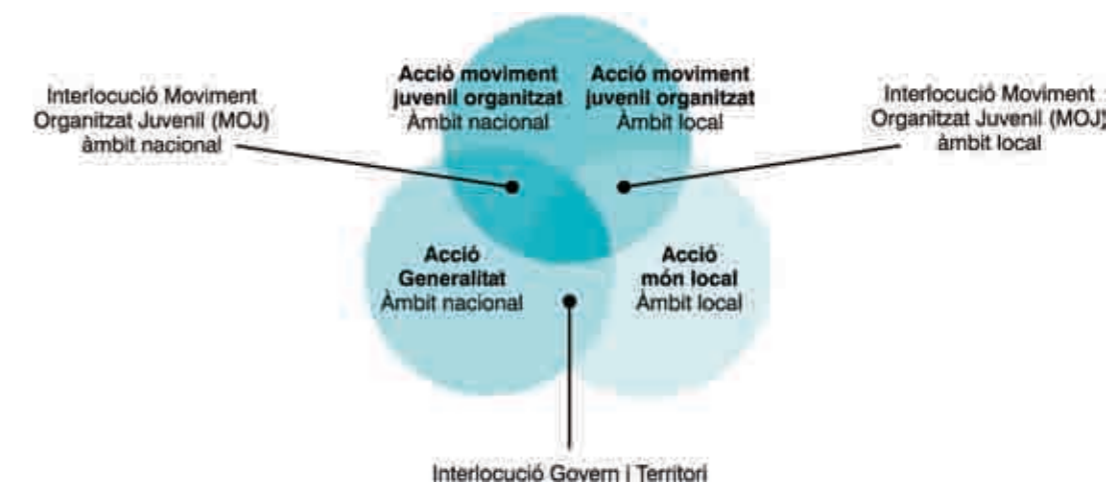 Interlocució Moviment
Organitzat Juvenil (MOJ)
àmbit nacional
Acció moviment
juvenil organitzat
Àmbit nacional
Acció moviment
juvenil organitzat
Àmbit local
Interlocució Moviment
Organitzat Juvenil (MOJ)
àmbit local
Acció
Generalitat
Àmbit nacional
Acció
món local
Àmbit local
Interlocució Govern i Territori